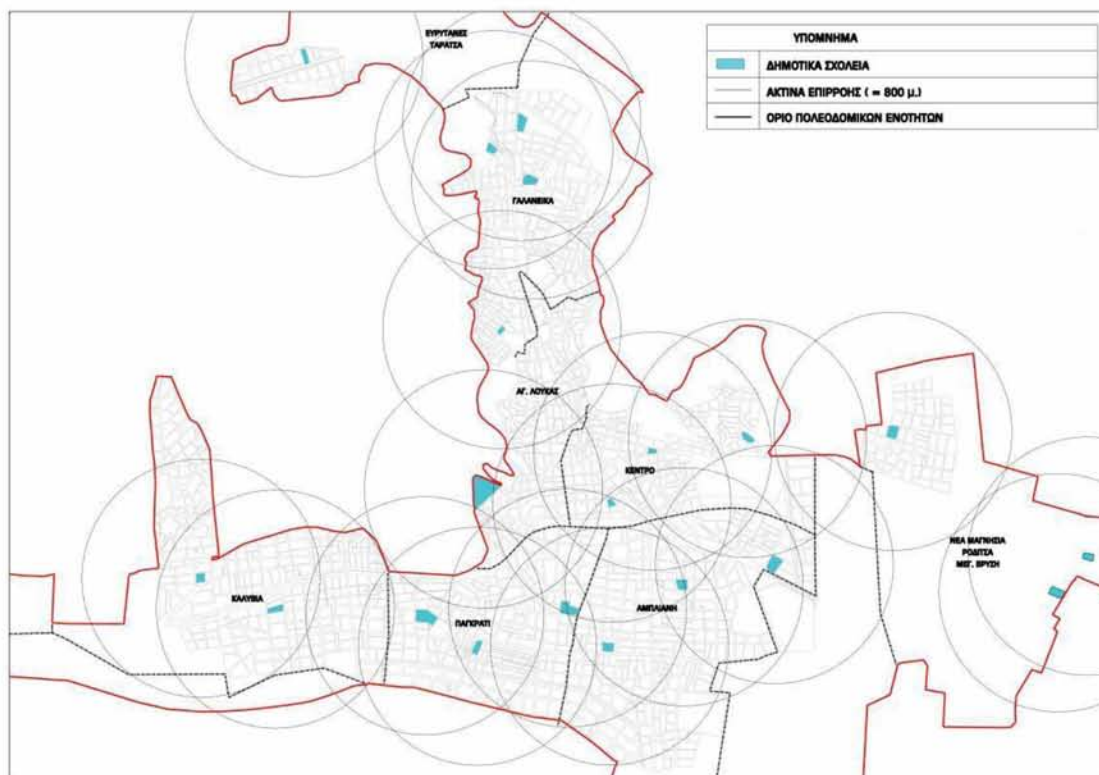 ΕΥΡΥΤΑΝΕΣ
ΤΑΡΑΤΣΑ
ΥΠΟΜΝΗΜΑ
ΔΗΜΟΤΙΚΑ ΣΧΟΛΕΙΑ
ΑΚΤΙΝΑ ΕΠΙΡΡΟΗΣ ( = 800 μ.)
ΟΡΙΟ ΠΟΛΕΟΔΟΜΙΚΩΝ ΕΝΟΤΗΤΩΝ
ΓΑΛΑΝΕΙΚΑ
ΑΓ. ΛΟΥΚΑΣ
ΚΕΝΤΡΟ
ΝΕΑ ΜΑΓΝΗΣΙΑ
ΡΟΔΙΤΣΑ
ΜΕΓ. ΒΡΥΣΗ
ΚΑΛΥΒΙΑ
ΠΑΓΚΡΑΤΙ
ΑΜΠΛΙΑΝΗ